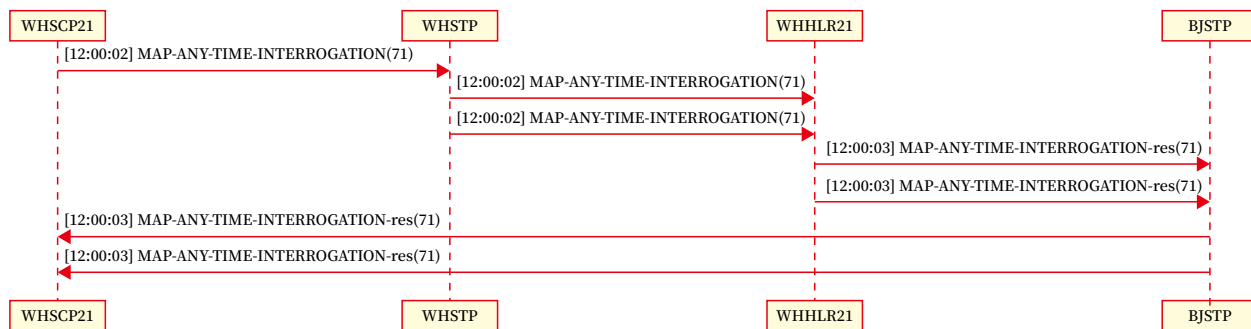 WHSCP21 WHSTP WHHLR21 BJSTP
[12:00:02] MAP-ANY-TIME-INTERROGATION(71)
[12:00:02] MAP-ANY-TIME-INTERROGATION(71)
[12:00:02] MAP-ANY-TIME-INTERROGATION(71)
[12:00:03] MAP-ANY-TIME-INTERROGATION-res(71)
[12:00:03] MAP-ANY-TIME-INTERROGATION-res(71)
[12:00:03] MAP-ANY-TIME-INTERROGATION-res(71)
[12:00:03] MAP-ANY-TIME-INTERROGATION-res(71)
WHSCP21 WHSTP WHHLR21 BJSTP